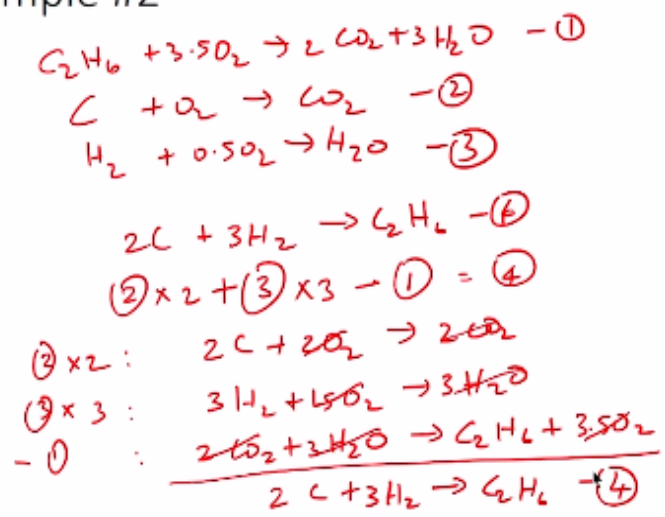 mple #2
C₂H₆ + 3.5O₂ → 2 CO₂ + 3H₂O - ①
C + O₂ → CO₂ - ②
H₂ + 0.5O₂ → H₂O - ③
2C + 3H₂ → C₂H₆ - ④
② × 2 + ③ × 3 - ① = ④
② × 2 : 2C + 2O₂ → 2CO₂
③ × 3 : 3H₂ + 1.5O₂ → 3H₂O
- ① : 2CO₂ + 3H₂O → C₂H₆ + 3.5O₂
2C + 3H₂ → C₂H₆ - ④